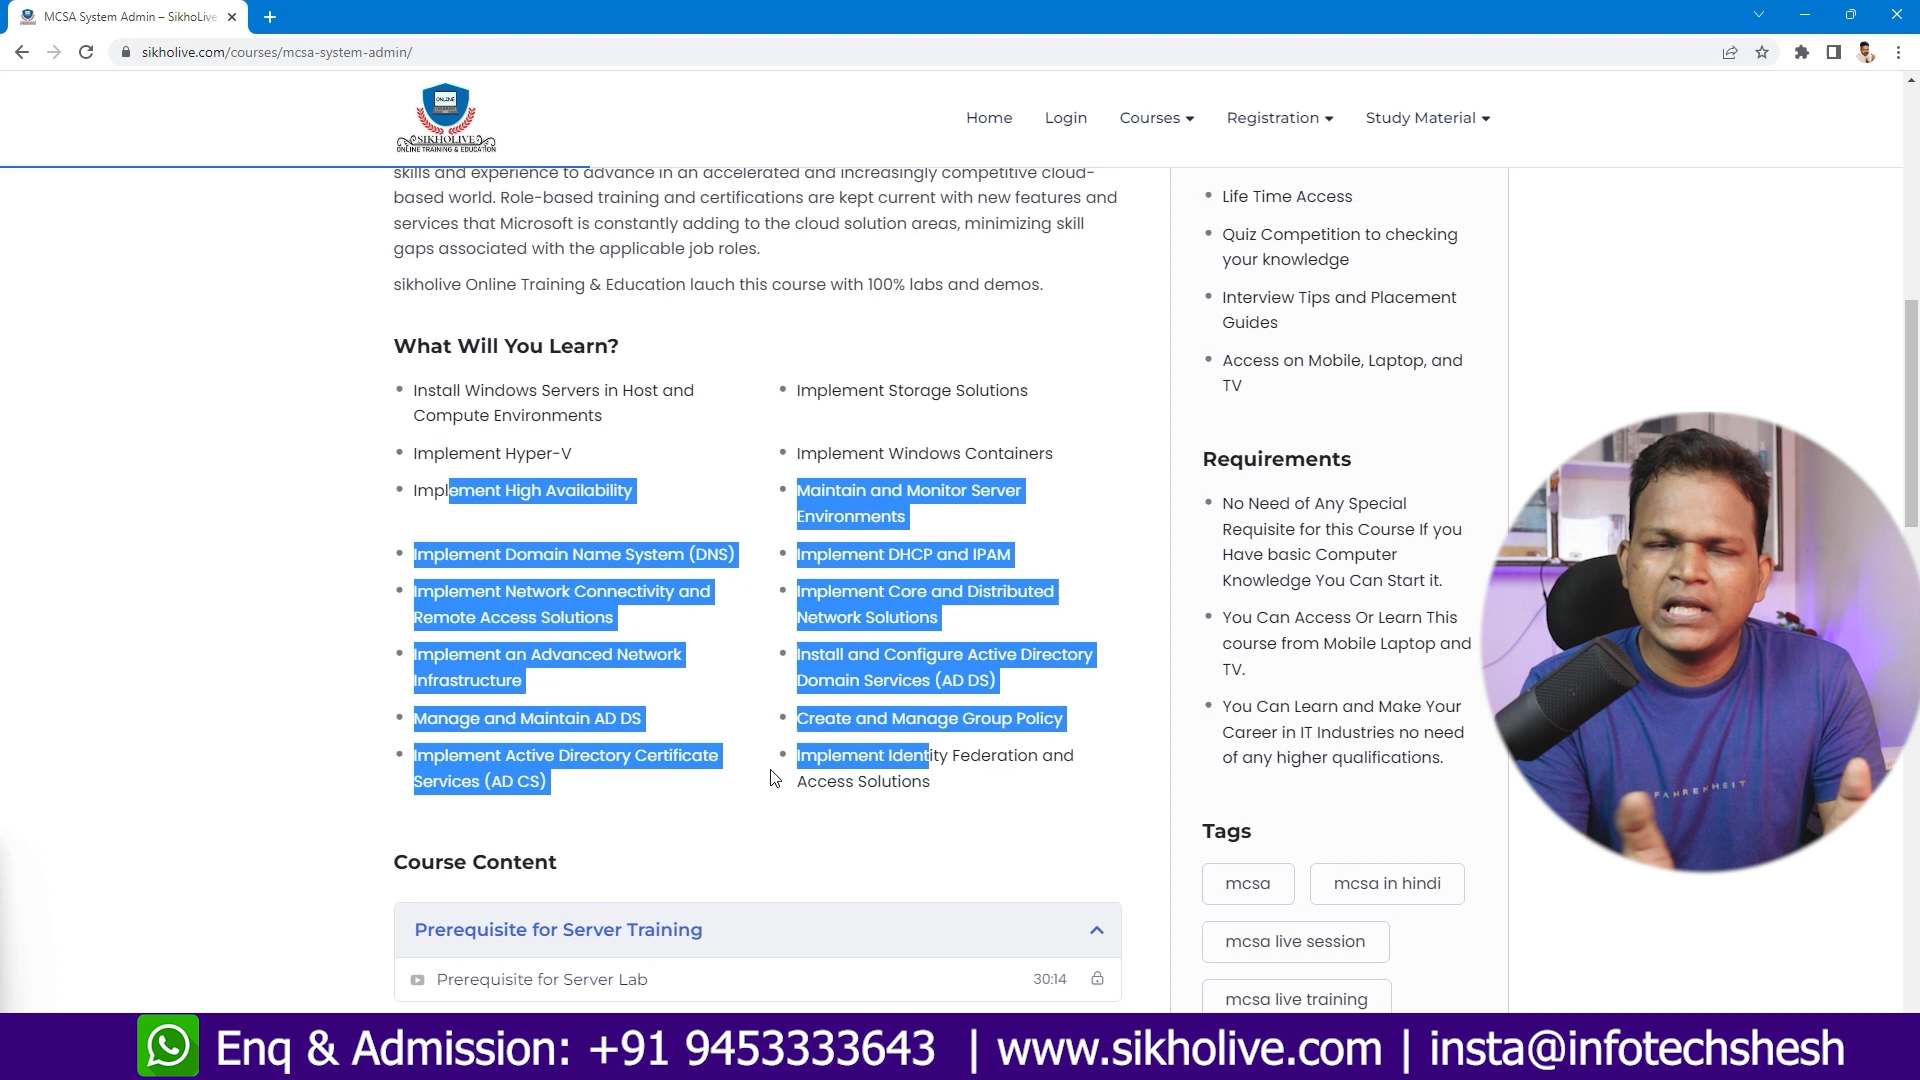 MCSA System Admin – SikhoLive
sikholive.com/courses/mcsa-system-admin/
ONLINE
SIKHOLIVE
ONLINE TRAINING & EDUCATION
Home
Login
Courses
Registration
Study Material
skills and experience to advance in an accelerated and increasingly competitive cloud-
based world. Role-based training and certifications are kept current with new features and
services that Microsoft is constantly adding to the cloud solution areas, minimizing skill
gaps associated with the applicable job roles.
sikholive Online Training & Education lauch this course with 100% labs and demos.
What Will You Learn?
Install Windows Servers in Host and
Compute Environments
Implement Storage Solutions
Implement Hyper-V
Implement Windows Containers
Implement High Availability
Maintain and Monitor Server
Environments
Implement Domain Name System (DNS)
Implement DHCP and IPAM
Implement Network Connectivity and
Remote Access Solutions
Implement Core and Distributed
Network Solutions
Implement an Advanced Network
Infrastructure
Install and Configure Active Directory
Domain Services (AD DS)
Manage and Maintain AD DS
Create and Manage Group Policy
Implement Active Directory Certificate
Services (AD CS)
Implement Identity Federation and
Access Solutions
Course Content
Prerequisite for Server Training
Prerequisite for Server Lab
30:14
Life Time Access
Quiz Competition to checking
your knowledge
Interview Tips and Placement
Guides
Access on Mobile, Laptop, and
TV
Requirements
No Need of Any Special
Requisite for this Course If you
Have basic Computer
Knowledge You Can Start it.
You Can Access Or Learn This
course from Mobile Laptop and
TV.
You Can Learn and Make Your
Career in IT Industries no need
of any higher qualifications.
Tags
mcsa
mcsa in hindi
mcsa live session
mcsa live training
FAHRENHEIT
Enq & Admission: +91 9453333643 | www.sikholive.com | insta@infotechshesh